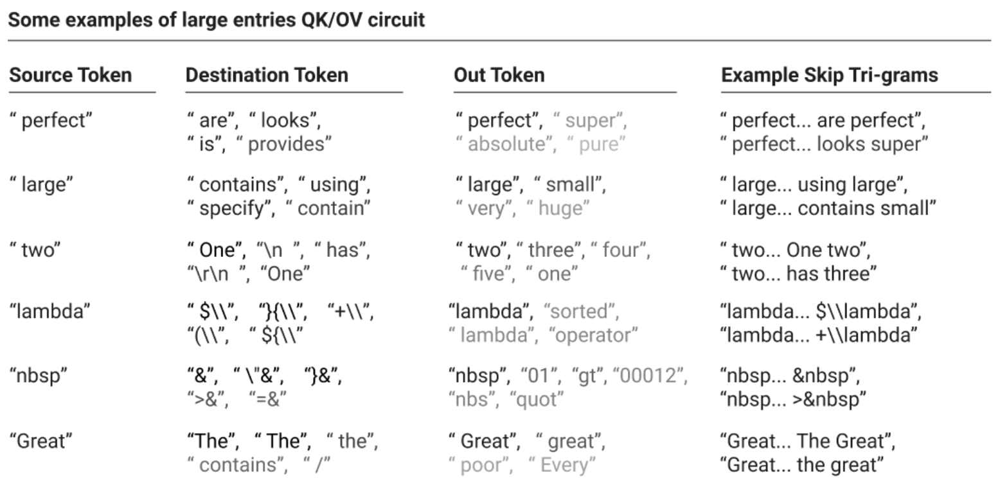 Some examples of large entries QK/OV circuit
Source Token Destination Token Out Token Example Skip Tri-grams
“ perfect” “ are”, “ looks”, “ perfect”, “ super”, “ perfect... are perfect”,
“ is”, “ provides” “ absolute”, “ pure” “ perfect... looks super”
“ large” “ contains”, “ using”, “ large”, “ small”, “ large... using large”,
“ specify”, “ contain” “ very”, “ huge” “ large... contains small”
“ two” “ One”, “\n ”, “ has”, “ two”, “ three”, “ four”, “ two... One two”,
“\r\n ”, “One” “ five”, “ one” “ two... has three”
“lambda” “ $\\”, “}{\\”, “+\\”, “lambda”, “sorted”, “lambda... $\\lambda”,
“(\\”, “ ${\\” “ lambda”, “operator” “lambda... +\\lambda”
“nbsp” “&”, “ \"&”, “}&”, “nbsp”, “01”, “gt”, “00012”, “nbsp... &nbsp”,
“>&”, “=&” “nbs”, “quot” “nbsp... >&nbsp”
“Great” “The”, “ The”, “ the”, “ Great”, “ great”, “Great... The Great”,
“ contains”, “ /” “ poor”, “ Every” “Great... the great”